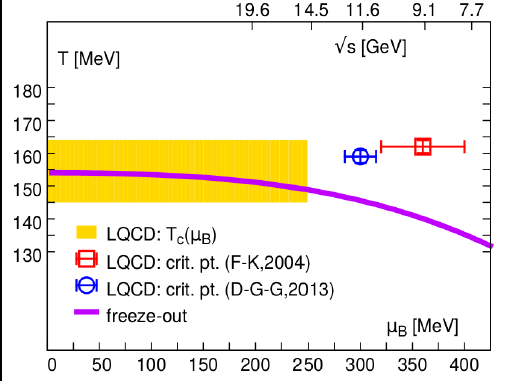 19.6 14.5 11.6 9.1 7.7
√s [GeV]
T [MeV]
180
170
160
150
140
130
LQCD: Tc(μB)
LQCD: crit. pt. (F-K,2004)
LQCD: crit. pt. (D-G-G,2013)
freeze-out
μB [MeV]
0 50 100 150 200 250 300 350 400